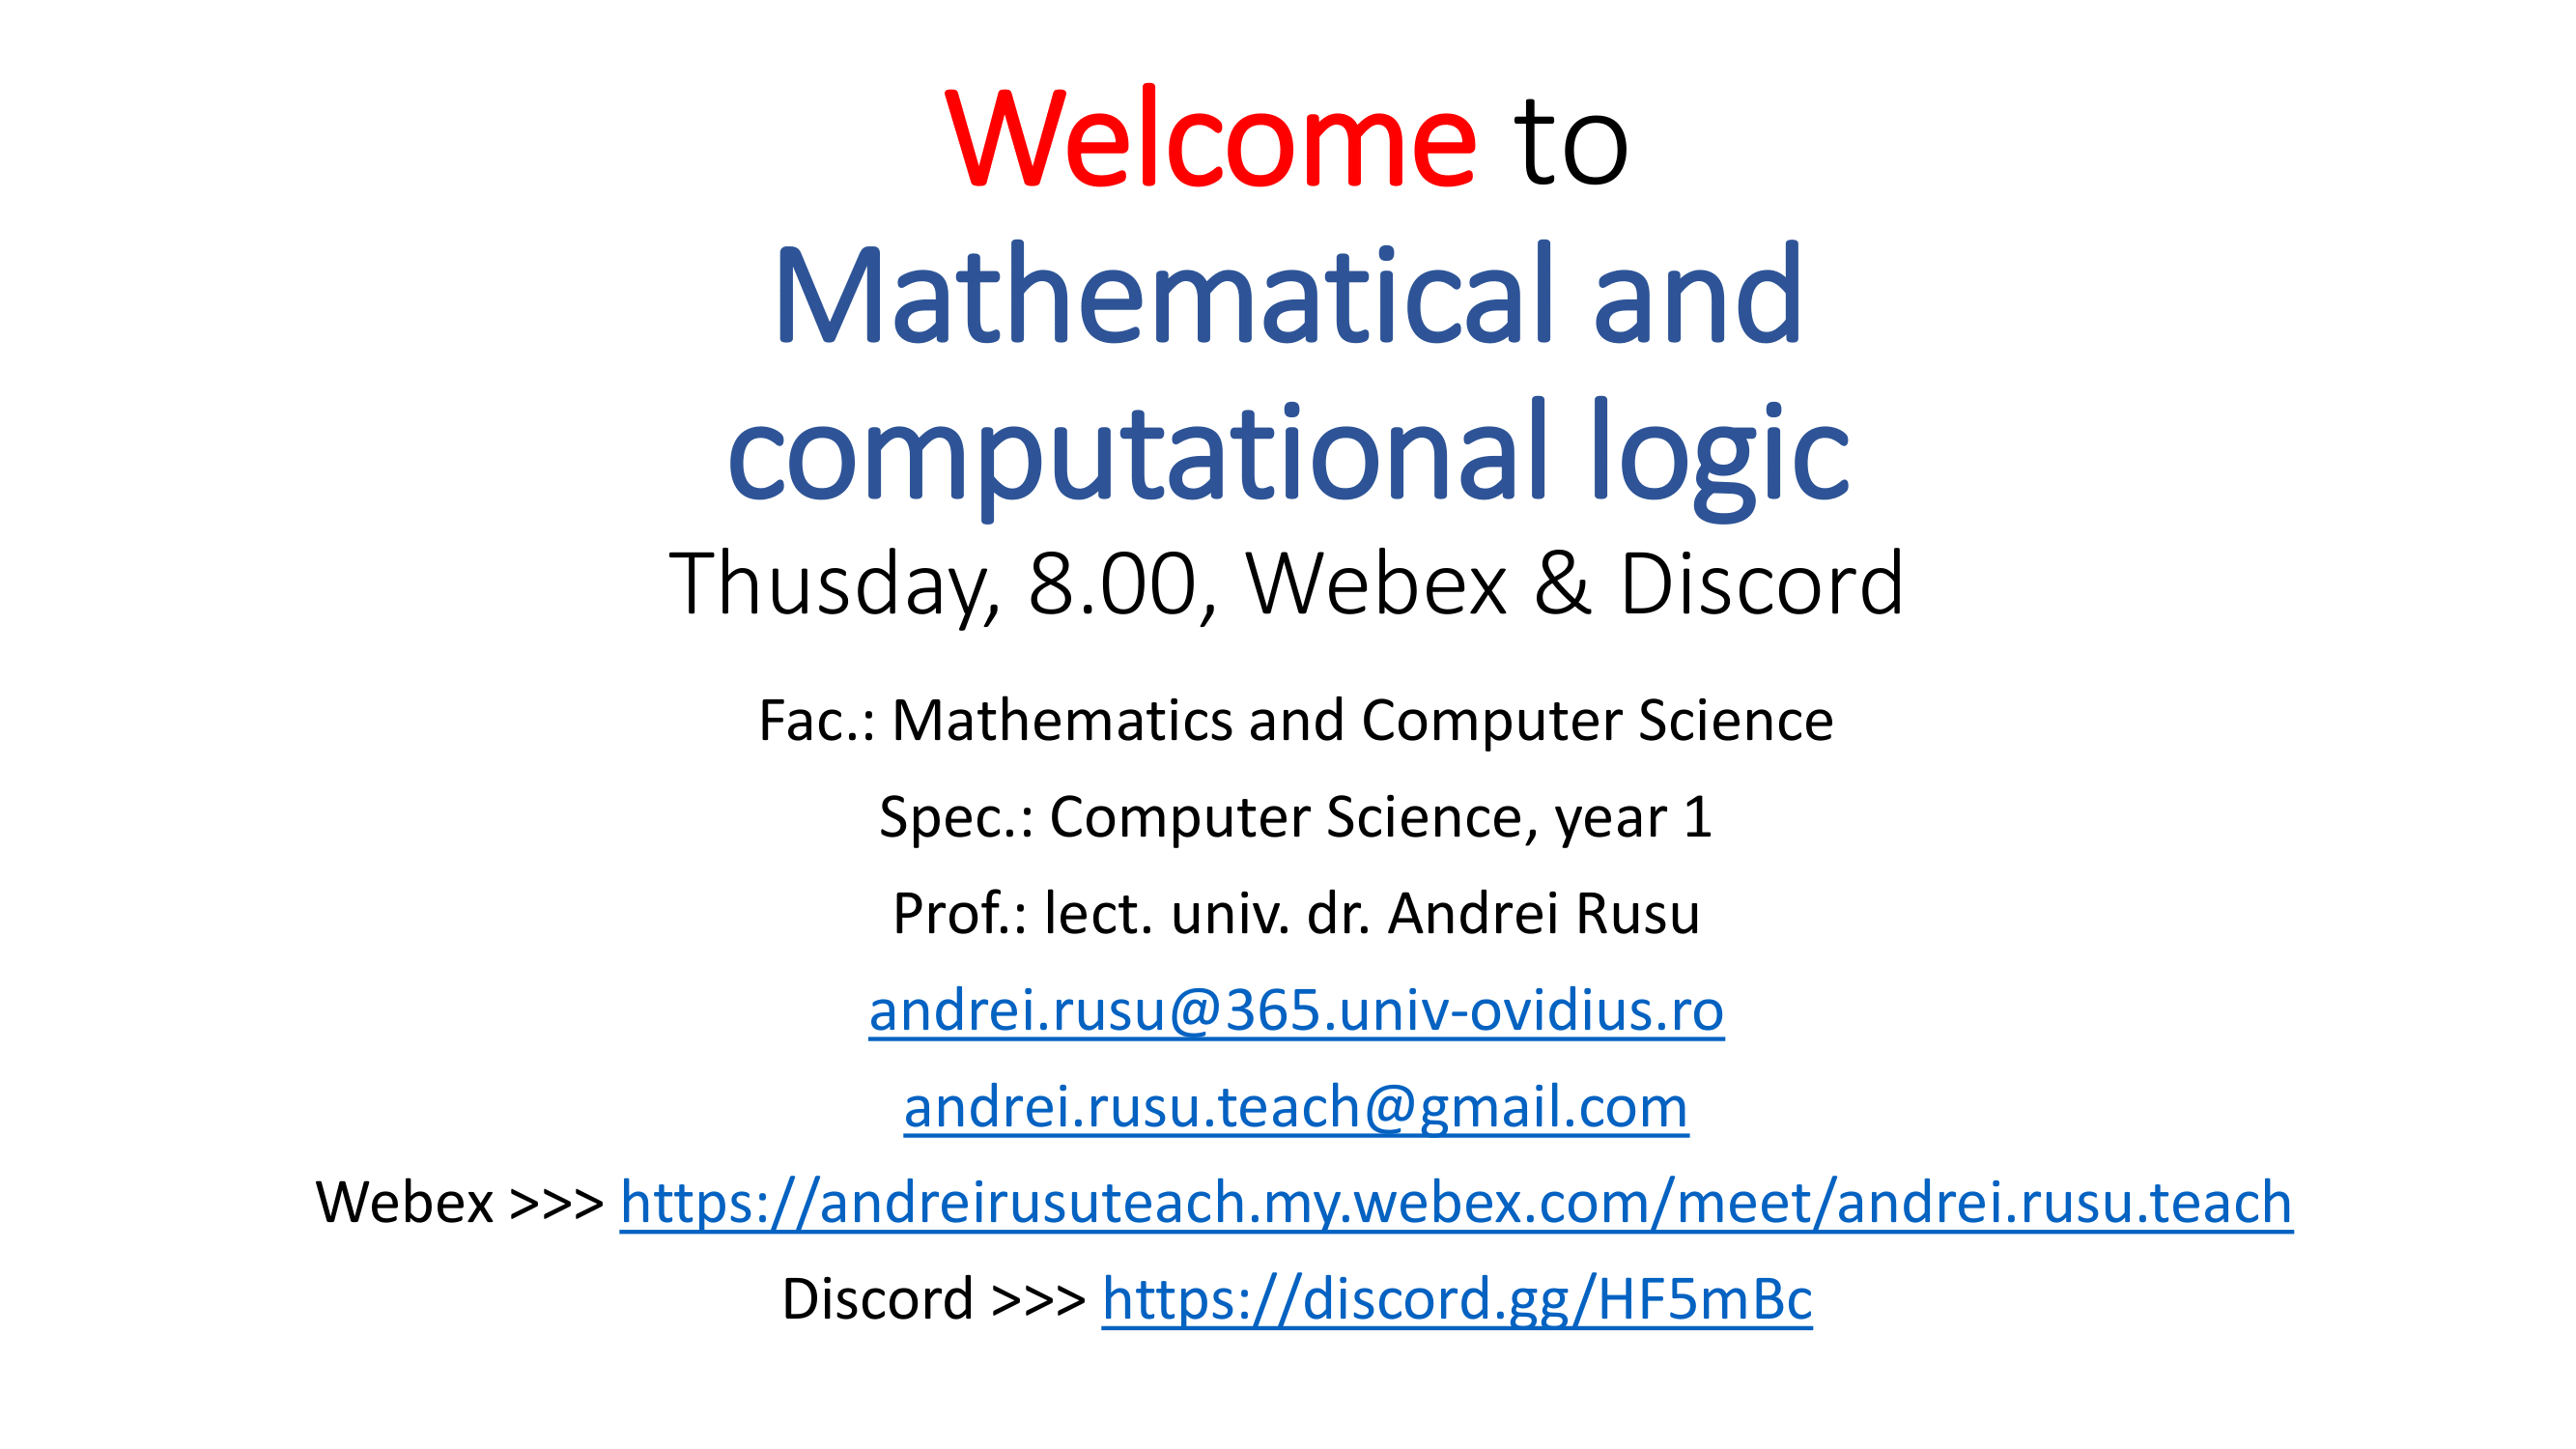 Welcome to
Mathematical and
computational logic
Thusday, 8.00, Webex & Discord
Fac.: Mathematics and Computer Science
Spec.: Computer Science, year 1
Prof.: lect. univ. dr. Andrei Rusu
andrei.rusu@365.univ-ovidius.ro
andrei.rusu.teach@gmail.com
Webex >>> https://andreirusuteach.my.webex.com/meet/andrei.rusu.teach
Discord >>> https://discord.gg/HF5mBc